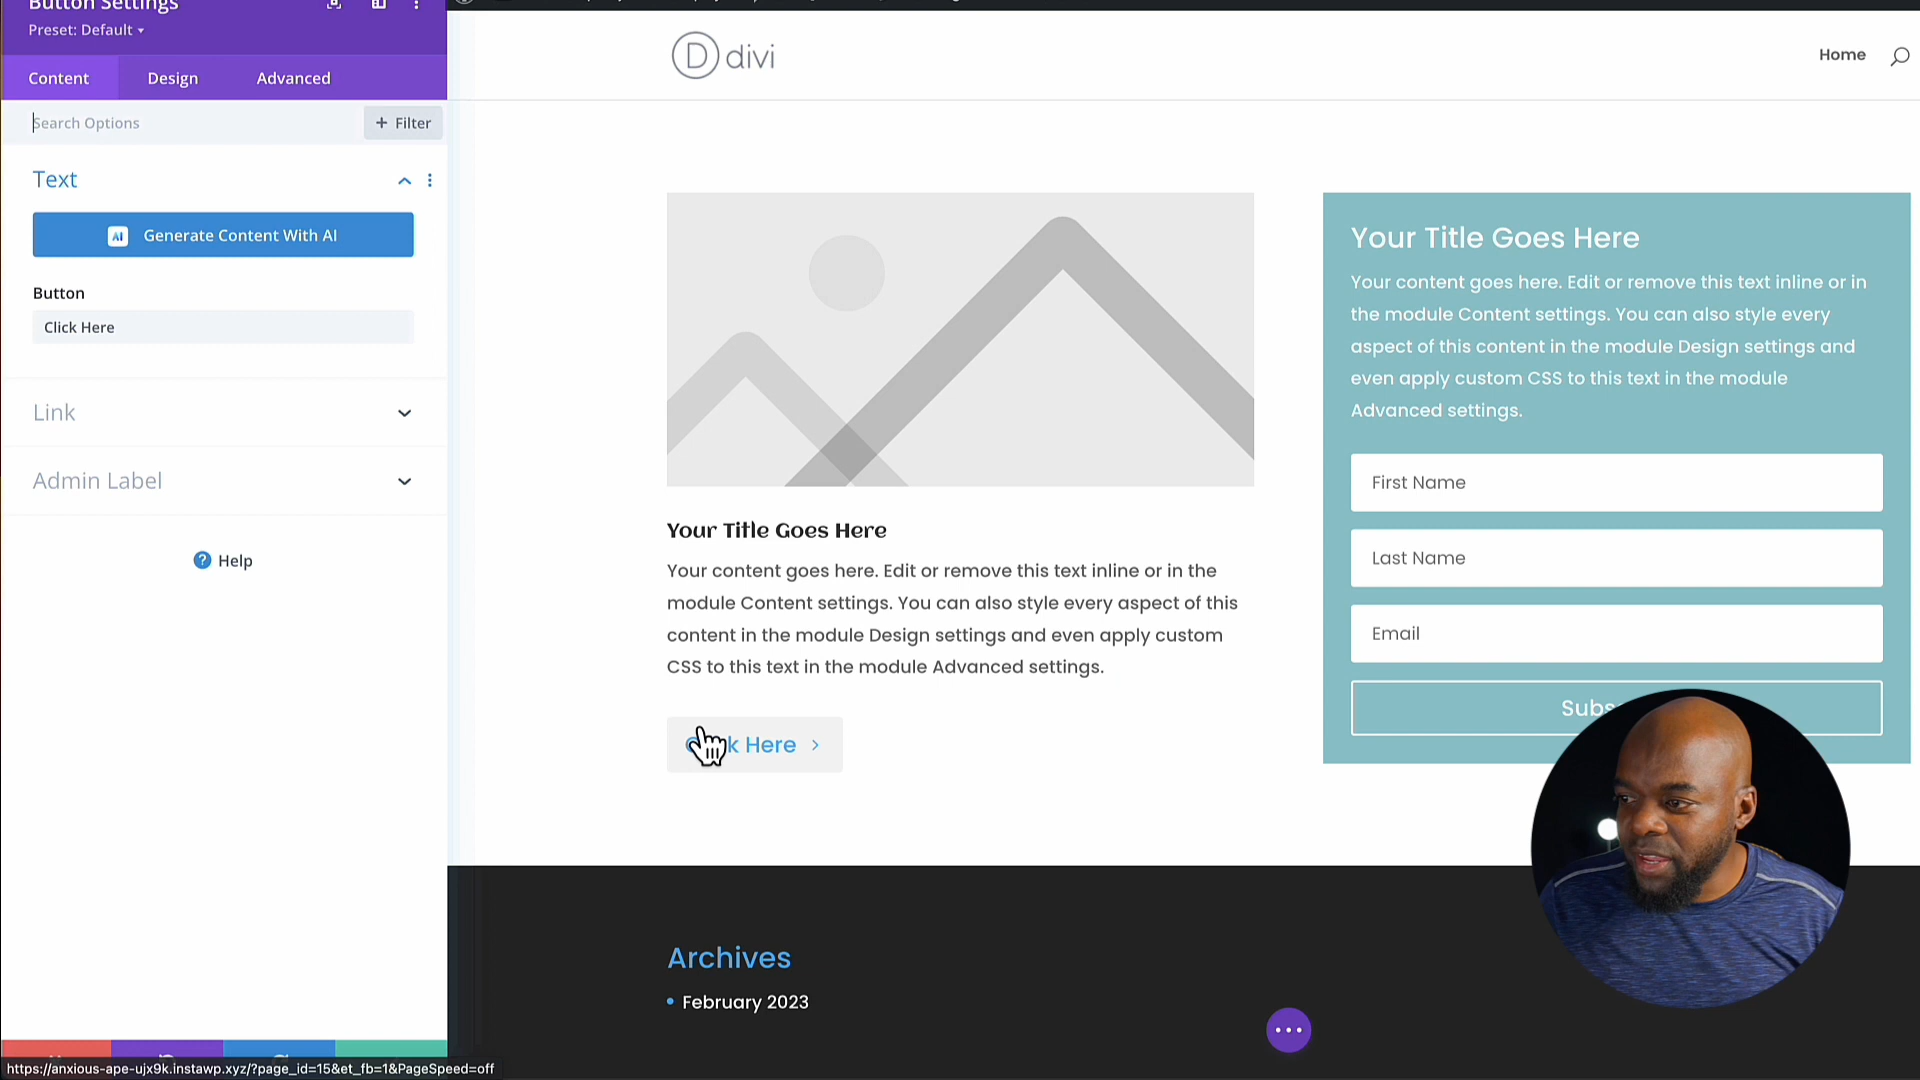 Button Settings
Preset: Default
Content
Design
Advanced
Search Options
+ Filter
Text
AI Generate Content With AI
Button
Click Here
Link
Admin Label
? Help
https://anxious-ape-ujx9k.instawp.xyz/?page_id=15&et_fb=1&PageSpeed=off
D divi
Home
Your Title Goes Here
Your content goes here. Edit or remove this text inline or in the
module Content settings. You can also style every aspect of this
content in the module Design settings and even apply custom
CSS to this text in the module Advanced settings.
Here
Your Title Goes Here
Your content goes here. Edit or remove this text inline or in
the module Content settings. You can also style every
aspect of this content in the module Design settings and
even apply custom CSS to this text in the module
Advanced settings.
First Name
Last Name
Email
Archives
February 2023